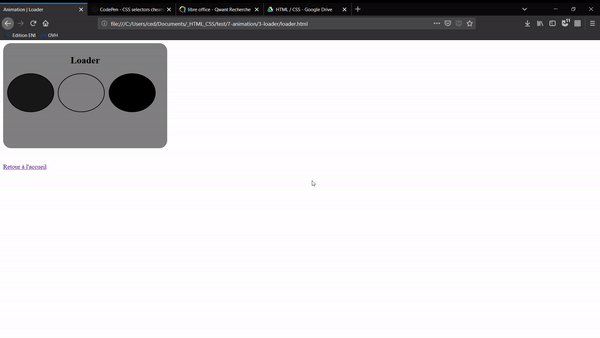 Animation | Loader
CodePen - CSS selectors cheat
libre office - Qwant Recherche
HTML / CSS - Google Drive
file:///C:/Users/ced/Documents/_HTML_CSS/test/7-animation/3-loader/loader.html
Edition ENI
OVH
Loader
Retour à l'accueil